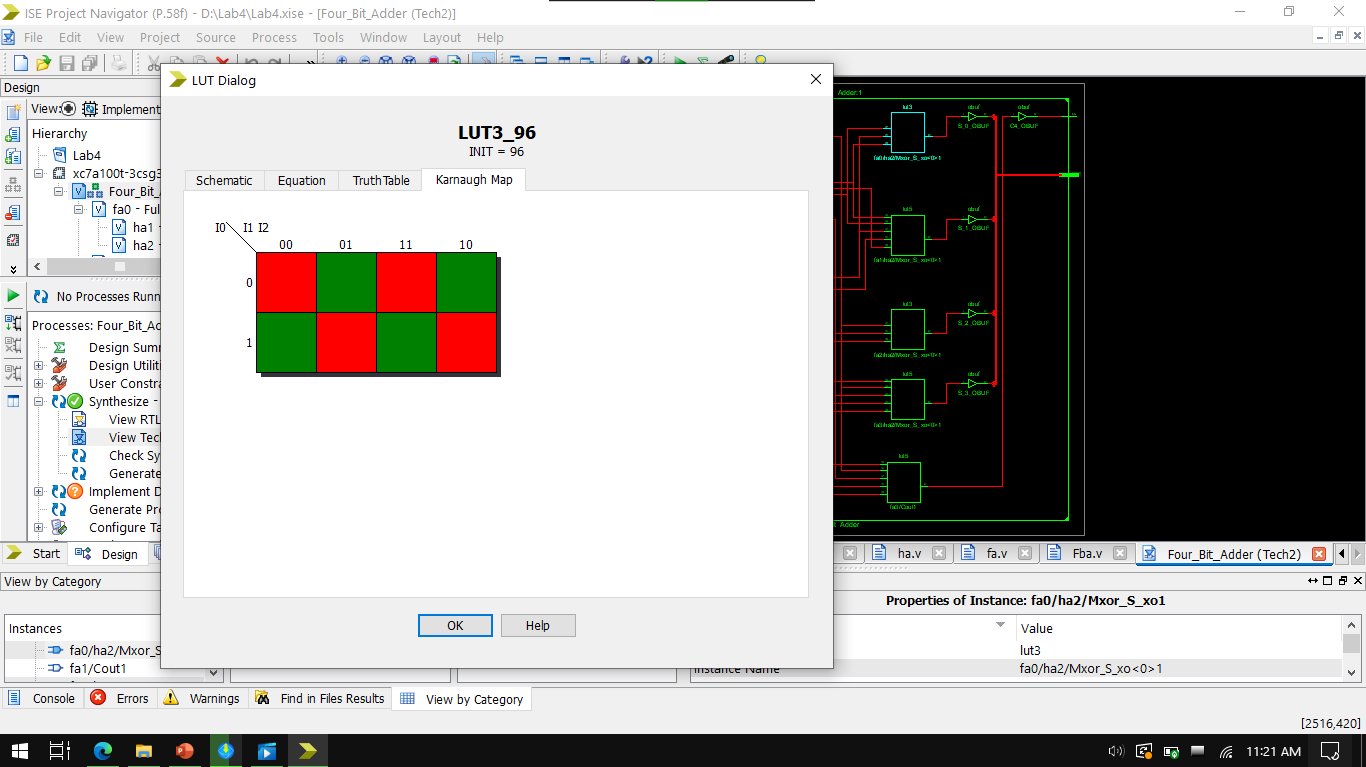 ISE Project Navigator (P.58f) - D:\Lab4\Lab4.xise - [Four_Bit_Adder (Tech2)]
File Edit View Project Source Process Tools Window Layout Help
Design
View: Implement
Hierarchy
Lab4
xc7a100t-3csg3
Four_Bit_A
fa0 - Ful
ha1 -
ha2 -
No Processes Runn
Processes: Four_Bit_Ad
Design Summ
Design Utiliti
User Constra
Synthesize -
View RTL
View Tec
Check Sy
Generate
Implement D
Generate Pro
Configure Ta
Start Design
LUT Dialog
LUT3_96
INIT = 96
Schematic Equation Truth Table Karnaugh Map
I0 I1 I2
00 01 11 10
0
1
OK Help
Adder:1
lut3 obuf obuf
S_0_OBUF C4_OBUF
fa0/ha2/Mxor_S_xo<0>1
lut5 obuf
S_1_OBUF
fa1/ha2/Mxor_S_xo<0>1
lut3 obuf
S_2_OBUF
fa2/ha2/Mxor_S_xo<0>1
lut5 obuf
S_3_OBUF
fa3/ha2/Mxor_S_xo<0>1
lut5
fa3/Cout1
Adder
ha.v fa.v Fba.v Four_Bit_Adder (Tech2)
View by Category
Instances
fa0/ha2/Mxor_S
fa1/Cout1
Properties of Instance: fa0/ha2/Mxor_S_xo1
Value
lut3
Instance Name fa0/ha2/Mxor_S_xo<0>1
Console Errors Warnings Find in Files Results View by Category
[2516,420]
11:21 AM